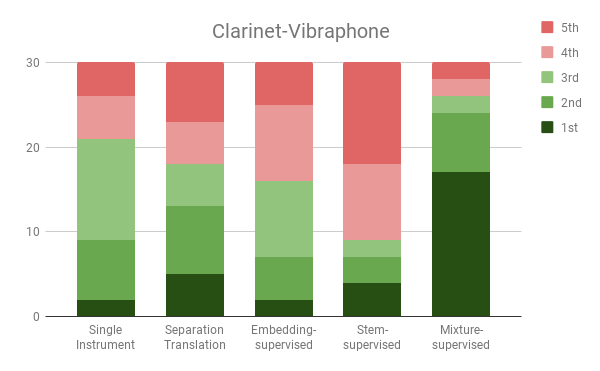 Clarinet-Vibraphone
5th
4th
3rd
2nd
1st
30
20
10
0
Single
Instrument
Separation
Translation
Embedding-
supervised
Stem-
supervised
Mixture-
supervised